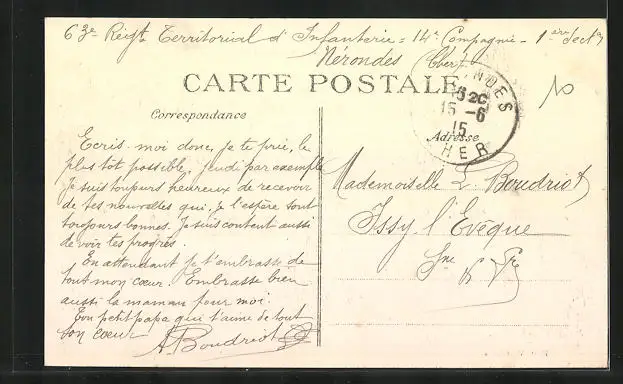 63e Regt Territorial d'Infanterie = 14e Compagnie - 1ère Section
Nérondes (Cher)
CARTE POSTALE
Correspondance
Adresse
NDES
15 -6
15
HER
Ecris-moi donc, je te prie, le
plus tôt possible, jeudi par exemple
Je suis toujours heureux de recevoir
de tes nouvelles qui, je l'espère sont
toujours bonnes. Je suis content aussi
de voir tes progrès.
En attendant je t'embrasse de
tout mon cœur. Embrasse bien
aussi la maman pour moi.
Ton petit papa qui t'aime de tout
son cœur
A. Boudriot
Mademoiselle L. Boudriot
Issy l'Evêque